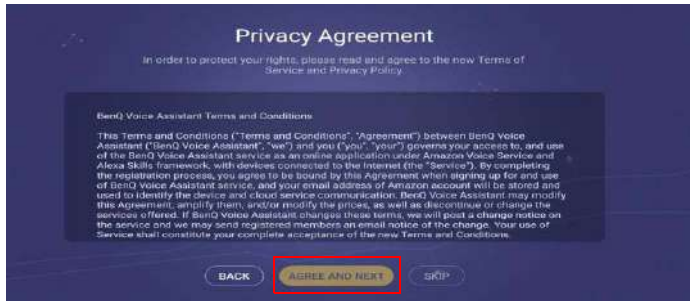 Privacy Agreement
In order to protect your rights, please read and agree to the new Terms of
Service and Privacy Policy.
BenQ Voice Assistant Terms and Conditions
This Terms and Conditions ("Terms and Conditions", "Agreement") between BenQ Voice
Assistant ("BenQ Voice Assistant", "we") and you ("you", "your") governs your access to, and use
of the BenQ Voice Assistant service as an online application under Amazon Voice Service and
Alexa Skills framework, with devices connected to the Internet (the "Service"). By completing
the registration process, you agree to be bound by this Agreement when signing up for and use
of BenQ Voice Assistant service, and your email address of Amazon account will be stored and
used to identify the device and cloud service communication. BenQ Voice Assistant may modify
this Agreement, amplify them, and/or modify the prices, as well as discontinue or change the
services offered. If BenQ Voice Assistant changes these terms, we will post a change notice on
the service and we may send registered members an email notice of the change. Your use of
Service shall constitute your complete acceptance of the new Terms and Conditions.
BACK AGREE AND NEXT SKIP